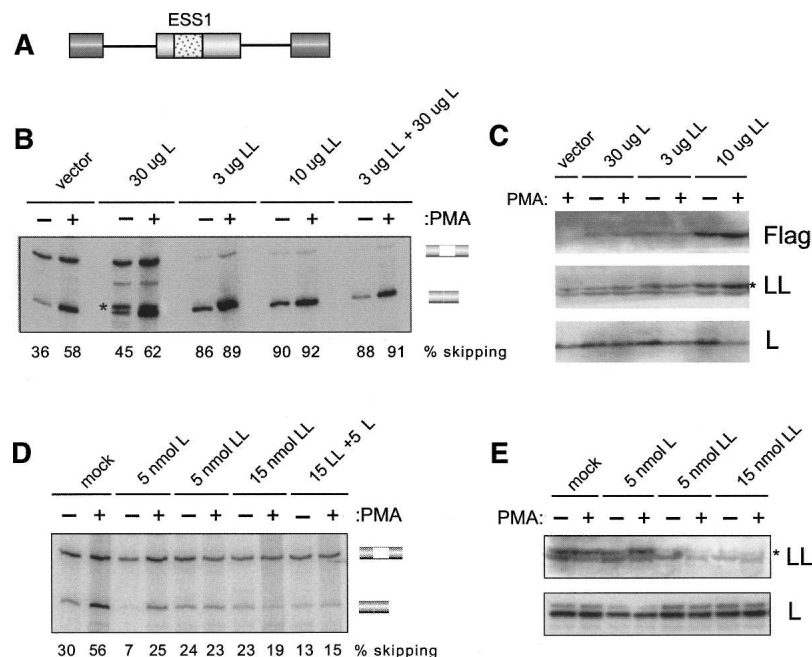 A
ESS1
B
vector
30 ug L
3 ug LL
10 ug LL
3 ug LL + 30 ug L
− + − + − + − + − + :PMA
*
36 58 45 62 86 89 90 92 88 91 % skipping
C
vector
30 ug L
3 ug LL
10 ug LL
PMA: + − + − + − +
Flag
* LL
L
D
mock
5 nmol L
5 nmol LL
15 nmol LL
15 LL +5 L
− + − + − + − + − + :PMA
30 56 7 25 24 23 23 19 13 15 % skipping
E
mock
5 nmol L
5 nmol LL
15 nmol LL
PMA: − + − + − + − +
* LL
L